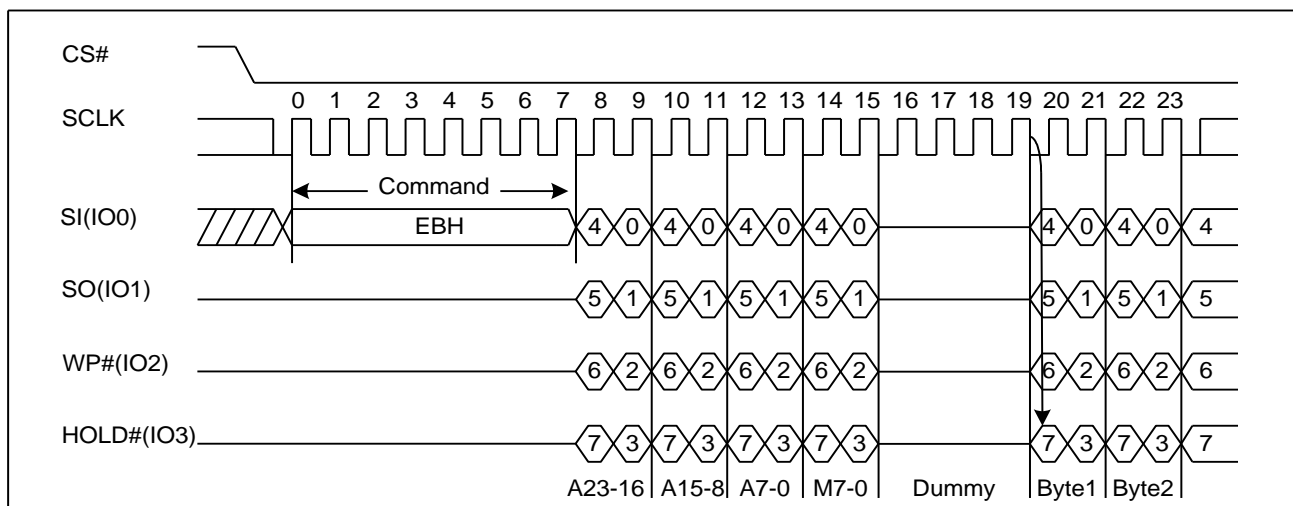 CS#
0 1 2 3 4 5 6 7 8 9 10 11 12 13 14 15 16 17 18 19 20 21 22 23
SCLK
Command
SI(IO0) EBH 4 0 4 0 4 0 4 0 4 0 4 0 4
SO(IO1) 5 1 5 1 5 1 5 1 5 1 5 1 5
WP#(IO2) 6 2 6 2 6 2 6 2 6 2 6 2 6
HOLD#(IO3) 7 3 7 3 7 3 7 3 7 3 7 3 7
A23-16 A15-8 A7-0 M7-0 Dummy Byte1 Byte2